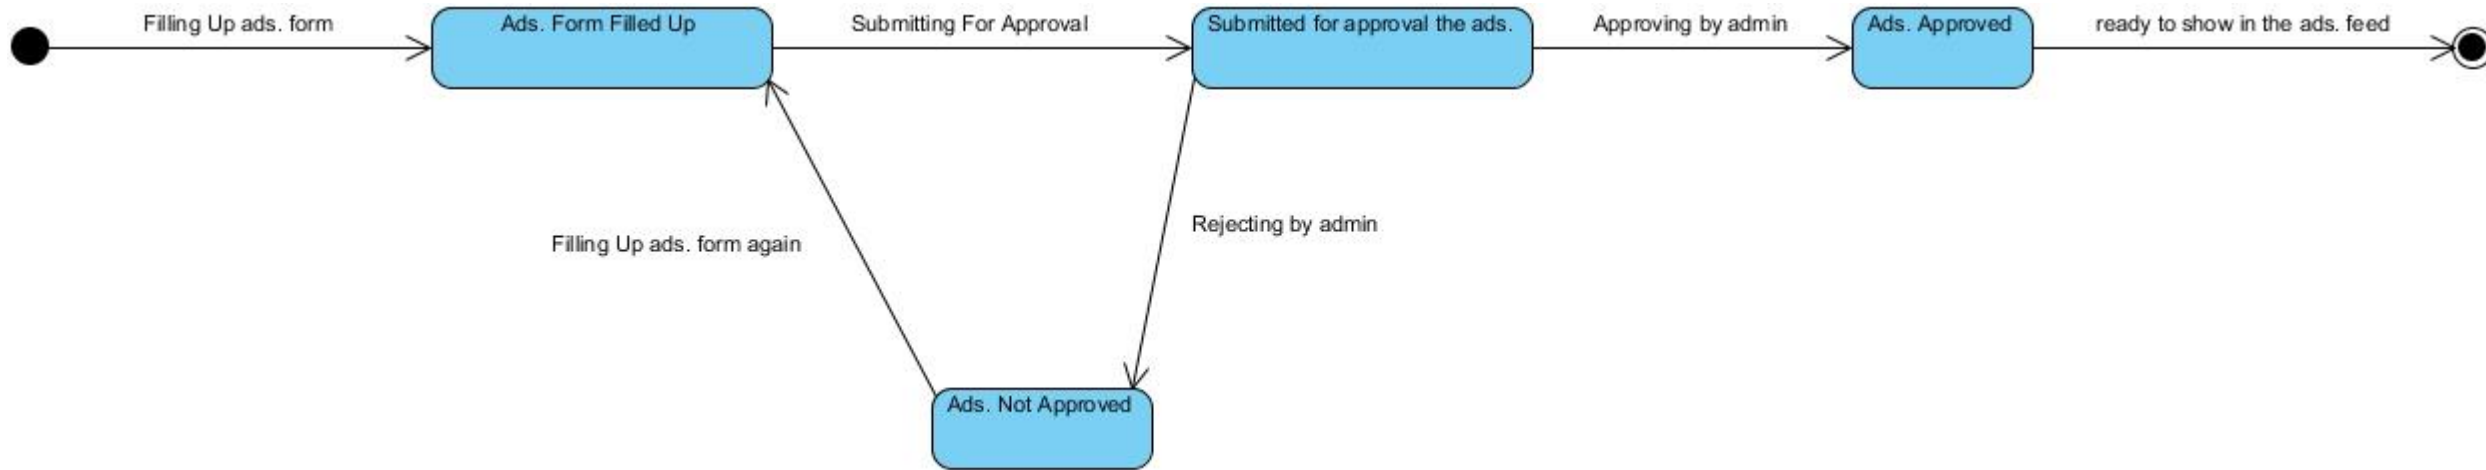 Filling Up ads. form
Ads. Form Filled Up
Submitting For Approval
Submitted for approval the ads.
Approving by admin
Ads. Approved
ready to show in the ads. feed
Filling Up ads. form again
Rejecting by admin
Ads. Not Approved